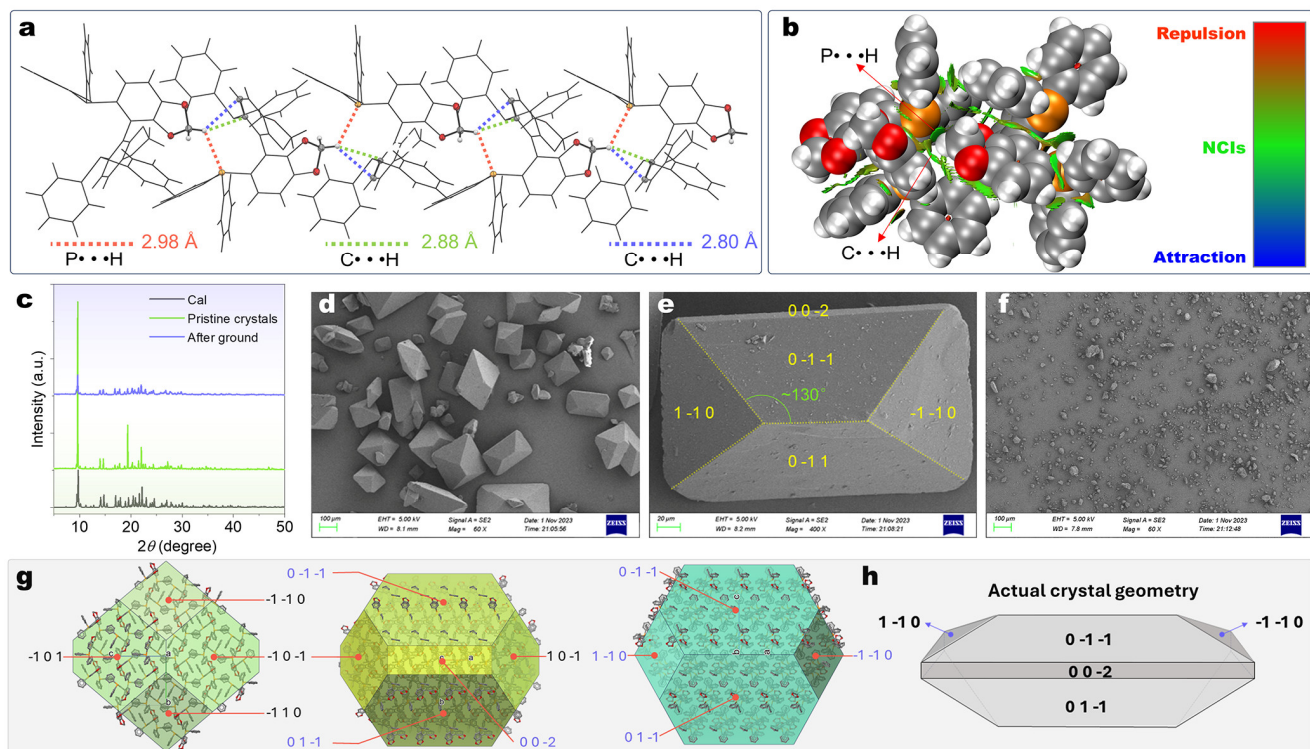 a
2.98 Å
P•••H
2.88 Å
C•••H
2.80 Å
C•••H
b
P•••H
C•••H
Repulsion
NCIs
Attraction
c
Cal
Pristine crystals
After ground
Intensity (a.u.)
10 20 30 40 50
2θ (degree)
d
100 µm
EHT = 5.00 kV Signal A = SE2 Date: 1 Nov 2023
WD = 8.1 mm Mag = 60 X Time: 21:05:56
ZEISS
e
0 0 -2
0 -1 -1
~130°
1 -1 0
-1 -1 0
0 -1 1
20 µm
EHT = 5.00 kV Signal A = SE2 Date: 1 Nov 2023
WD = 8.2 mm Mag = 400 X Time: 21:08:21
ZEISS
f
100 µm
EHT = 5.00 kV Signal A = SE2 Date: 1 Nov 2023
WD = 7.8 mm Mag = 60 X Time: 21:12:48
ZEISS
g
-1 -1 0
-1 0 1
c
a
-1 0 -1
b
-1 1 0
0 -1 -1
c
a
1 0 -1
b
0 1 -1
0 0 -2
0 -1 -1
c
1 -1 0
b
a
-1 -1 0
0 1 -1
h
Actual crystal geometry
1 -1 0
-1 -1 0
0 -1 -1
0 0 -2
0 1 -1